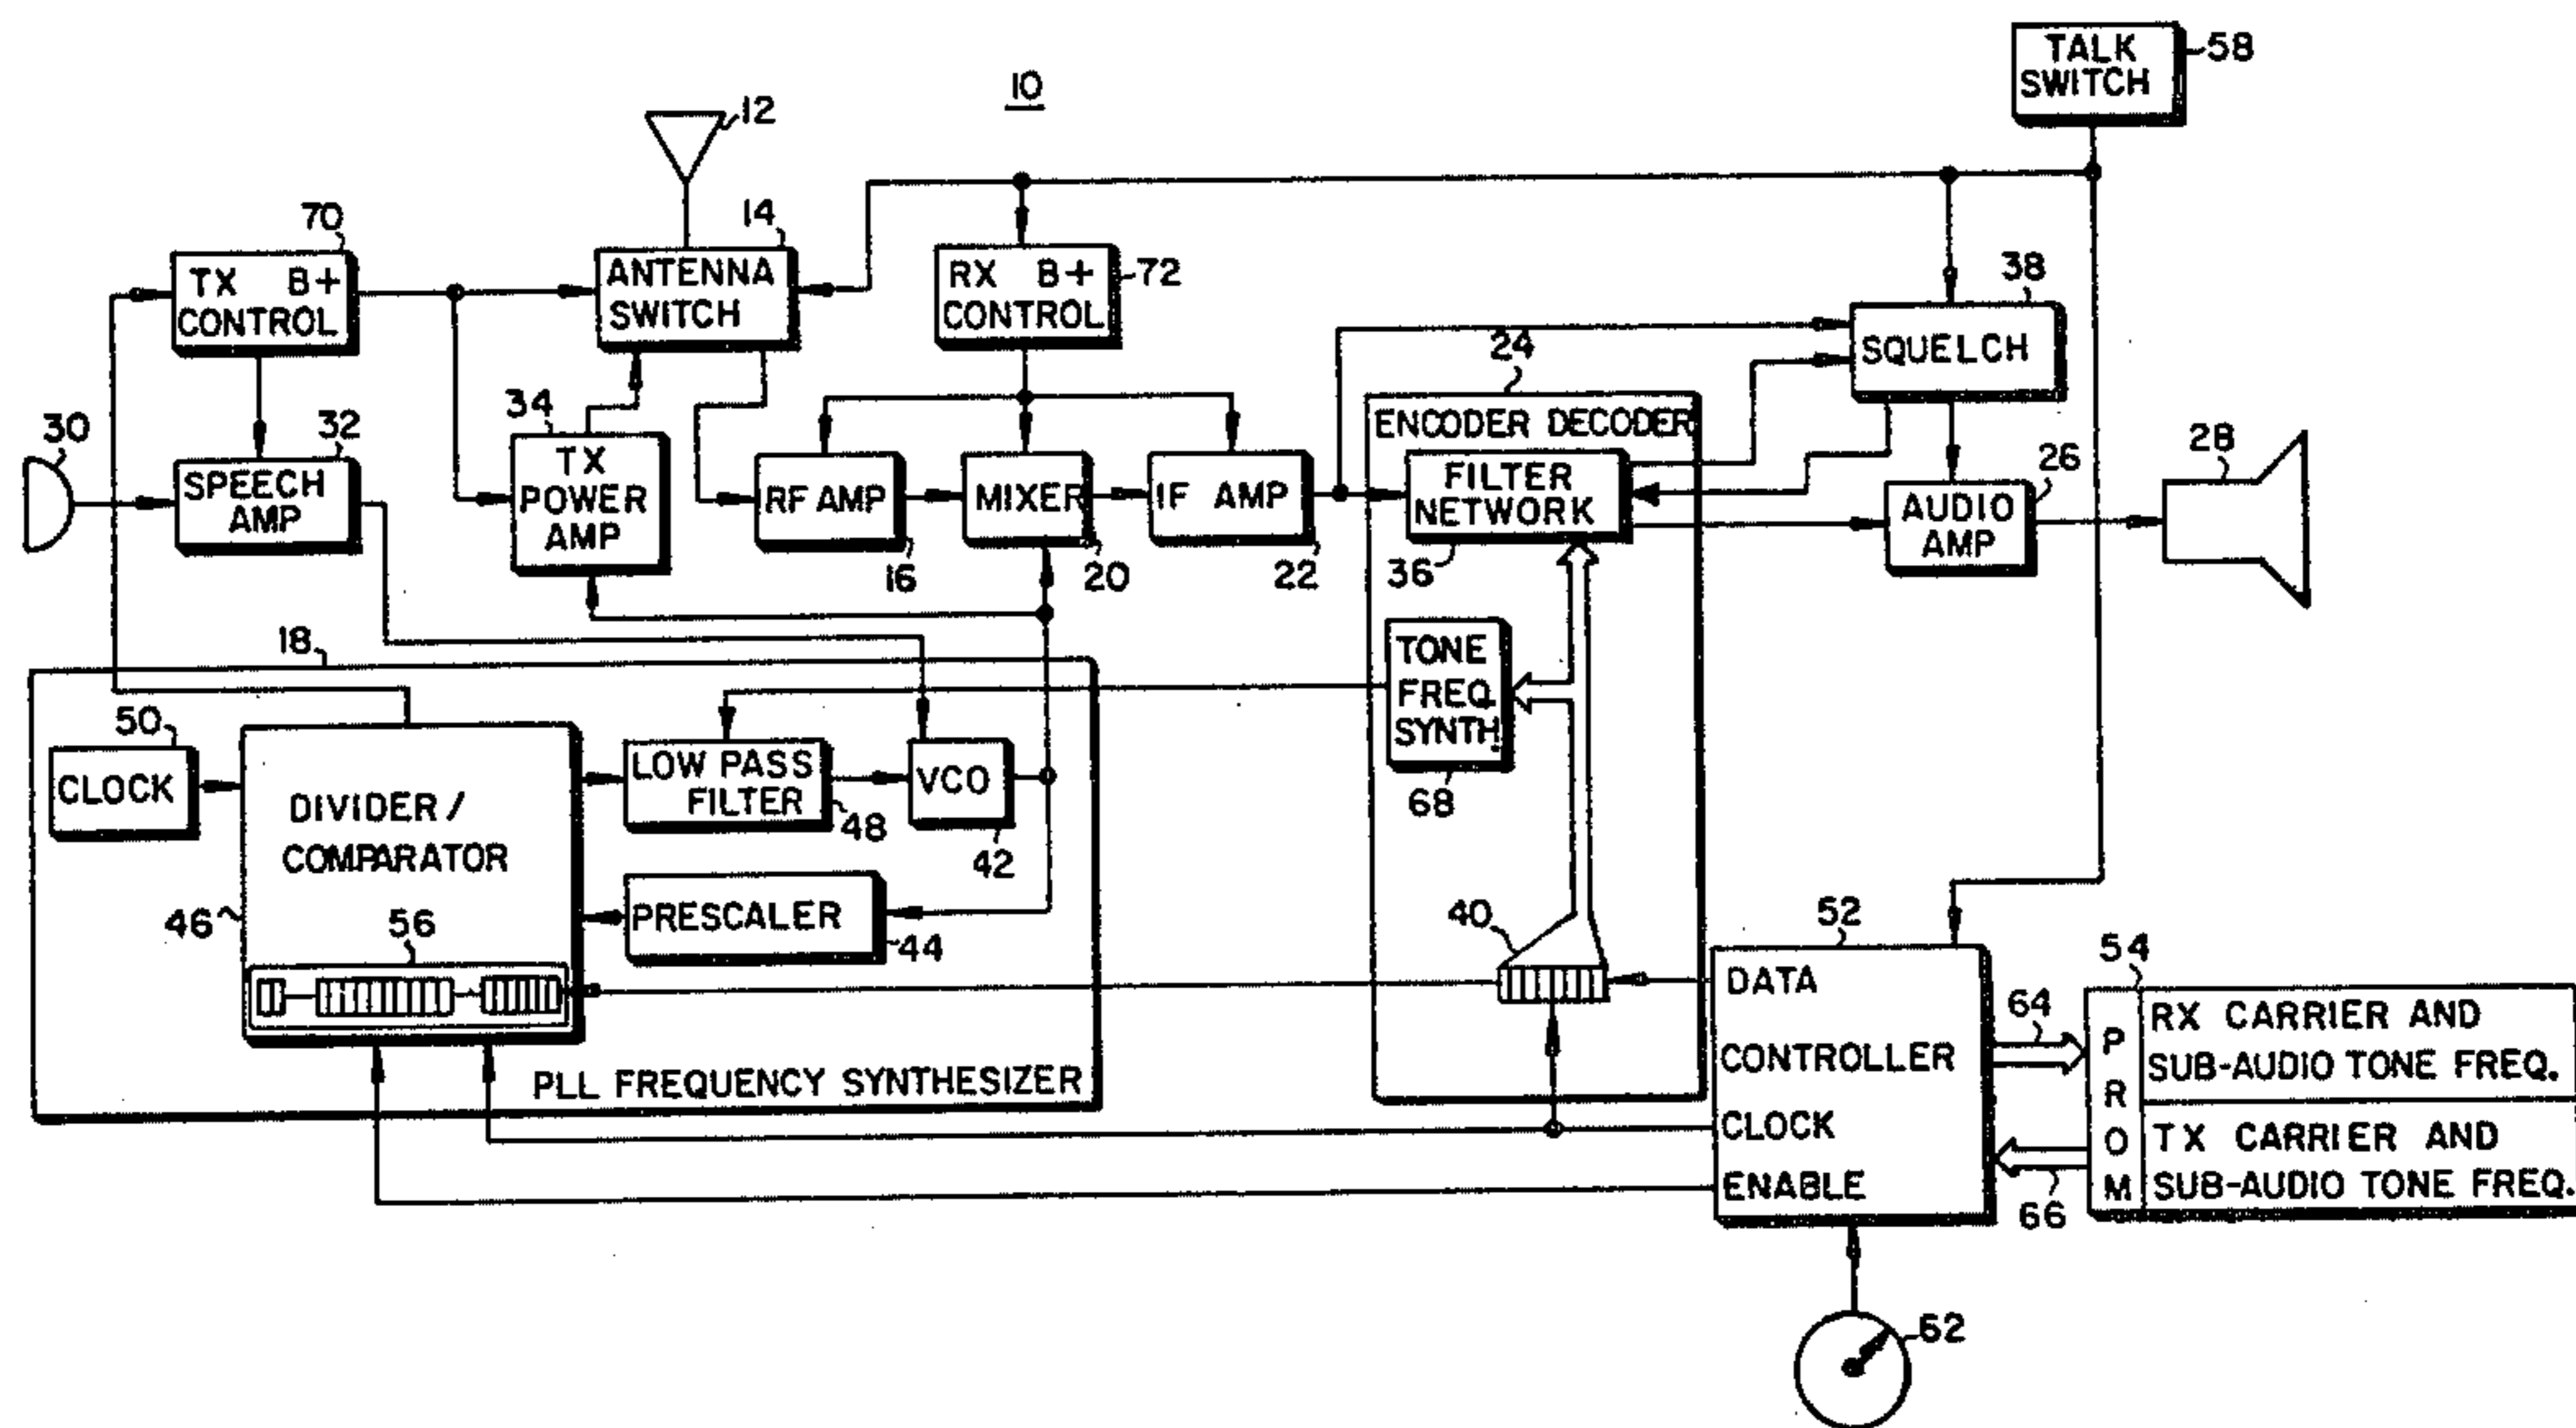 10
TALK
SWITCH
58
12
70
TX B+
CONTROL
14
ANTENNA
SWITCH
RX B+
CONTROL
72
38
SQUELCH
30
32
SPEECH
AMP
34
TX
POWER
AMP
RF AMP
16
MIXER
20
IF AMP
22
24
ENCODER DECODER
FILTER
NETWORK
36
26
AUDIO
AMP
28
18
50
CLOCK
DIVIDER/
COMPARATOR
46
56
LOW PASS
FILTER
48
VCO
42
PRESCALER
44
PLL FREQUENCY SYNTHESIZER
TONE
FREQ.
SYNTH.
68
40
52
DATA
CONTROLLER
CLOCK
ENABLE
64
66
54
PROM
RX CARRIER AND
SUB-AUDIO TONE FREQ.
TX CARRIER AND
SUB-AUDIO TONE FREQ.
62